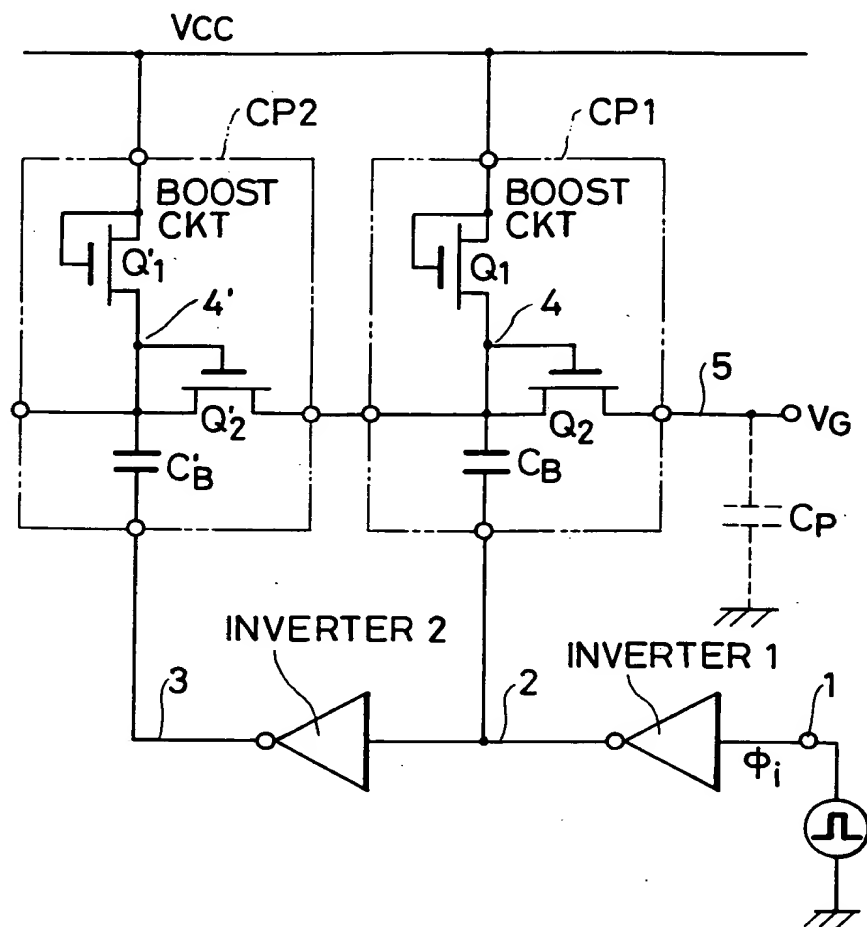 VCC
CP2
CP1
BOOST
CKT
BOOST
CKT
Q'1
Q1
4'
4
5
Q'2
Q2
VG
C'B
CB
CP
INVERTER 2
INVERTER 1
3
2
1
Φi